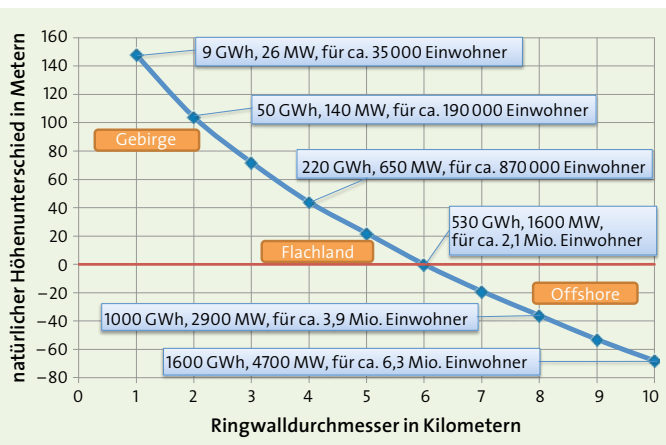 natürlicher Höhenunterschied in Metern
160
140
120
100
80
60
40
20
0
−20
−40
−60
−80
9 GWh, 26 MW, für ca. 35 000 Einwohner
50 GWh, 140 MW, für ca. 190 000 Einwohner
Gebirge
220 GWh, 650 MW, für ca. 870 000 Einwohner
530 GWh, 1600 MW,
für ca. 2,1 Mio. Einwohner
Flachland
Offshore
1000 GWh, 2900 MW, für ca. 3,9 Mio. Einwohner
1600 GWh, 4700 MW, für ca. 6,3 Mio. Einwohner
0 1 2 3 4 5 6 7 8 9 10
Ringwalldurchmesser in Kilometern